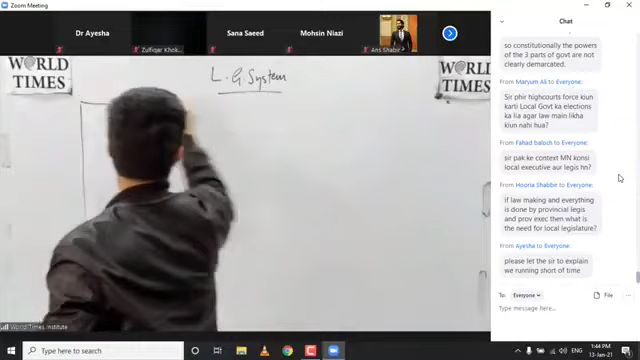 Zoom Meeting
Dr Ayesha
Zulfiqar Khok...
Sana Saeed
Mohsin Niazi
Ans Shabir
WORLD
TIMES
L. G. System
WORLD
TIMES
World Times Institute
Chat
so constitutionally the powers
of the 3 parts of govt are not
clearly demarcated.
From Maryum Ali to Everyone:
Sir phir highcourts force kiun
karti Local Govt ka elections
ka lia agar law main likha
kiun nahi hua?
From Fahad baloch to Everyone:
sir pak ke context MN konsi
local executive aur legis hn?
From Hooria Shabbir to Everyone:
if law making and everything
is done by provincial legis
and prov exec then what is
the need for local legislature?
From Ayesha to Everyone:
please let the sir to explain
we running short of time
To: Everyone
File
Type message here...
Type here to search
1:44 PM
13-Jan-21